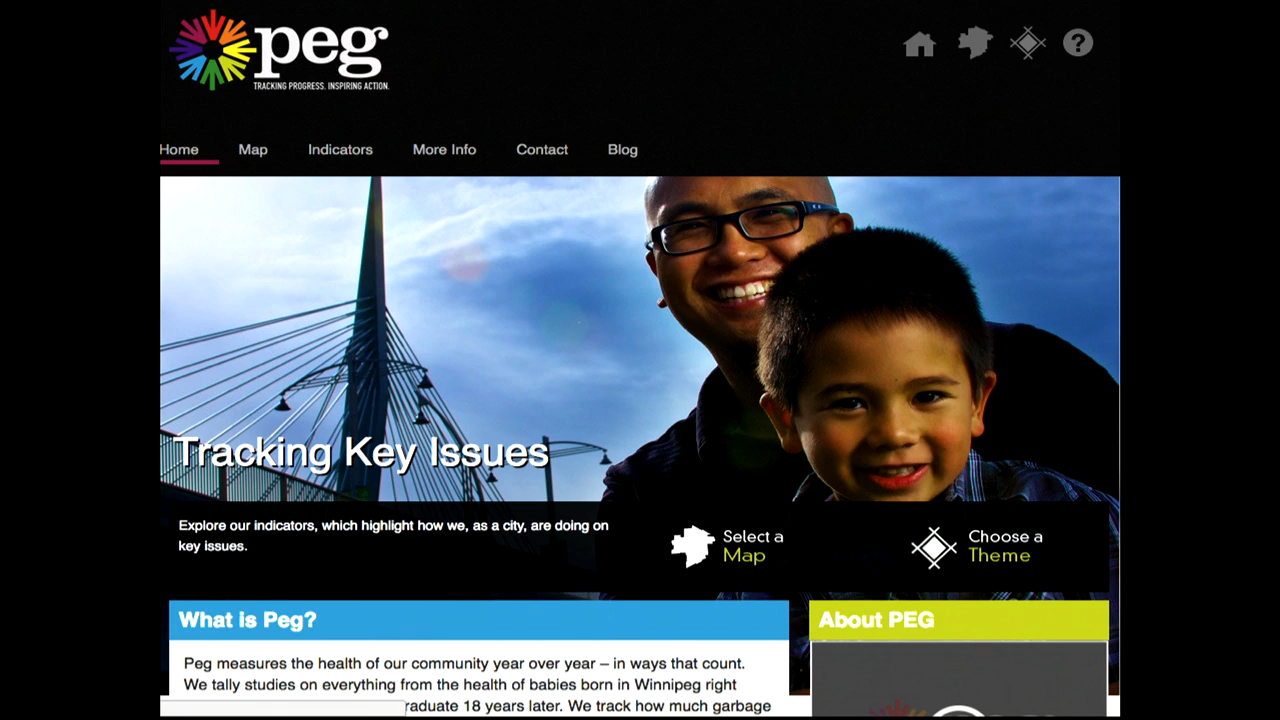 peg
TRACKING PROGRESS. INSPIRING ACTION.
?
Home Map Indicators More Info Contact Blog
Tracking Key Issues
Explore our indicators, which highlight how we, as a city, are doing on
key issues.
Select a
Map
Choose a
Theme
What is Peg?
Peg measures the health of our community year over year – in ways that count.
We tally studies on everything from the health of babies born in Winnipeg right
raduate 18 years later. We track how much garbage
About PEG